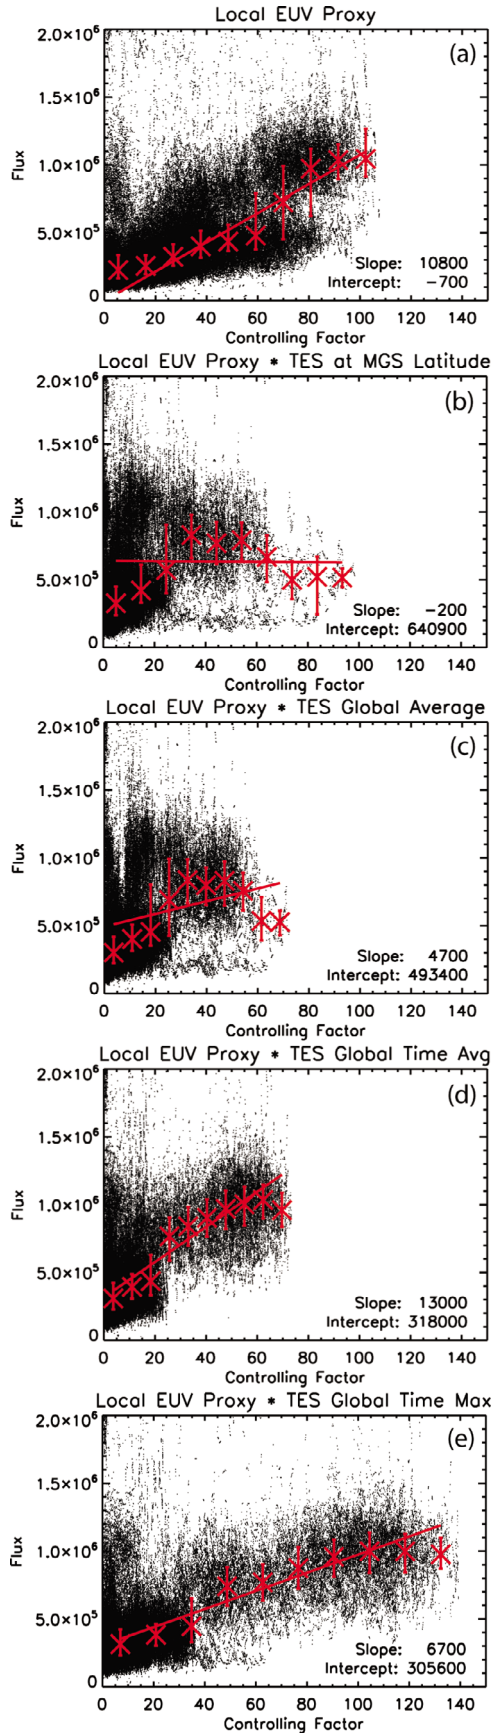 Local EUV Proxy
(a)
2.0×10⁶
1.5×10⁶
1.0×10⁶
5.0×10⁵
0
Flux
Slope: 10800
Intercept: −700
0 20 40 60 80 100 120 140
Controlling Factor
Local EUV Proxy * TES at MGS Latitude
(b)
2.0×10⁶
1.5×10⁶
1.0×10⁶
5.0×10⁵
0
Flux
Slope: −200
Intercept: 640900
0 20 40 60 80 100 120 140
Controlling Factor
Local EUV Proxy * TES Global Average
(c)
2.0×10⁶
1.5×10⁶
1.0×10⁶
5.0×10⁵
0
Flux
Slope: 4700
Intercept: 493400
0 20 40 60 80 100 120 140
Controlling Factor
Local EUV Proxy * TES Global Time Avg
(d)
2.0×10⁶
1.5×10⁶
1.0×10⁶
5.0×10⁵
0
Flux
Slope: 13000
Intercept: 318000
0 20 40 60 80 100 120 140
Controlling Factor
Local EUV Proxy * TES Global Time Max
(e)
2.0×10⁶
1.5×10⁶
1.0×10⁶
5.0×10⁵
0
Flux
Slope: 6700
Intercept: 305600
0 20 40 60 80 100 120 140
Controlling Factor